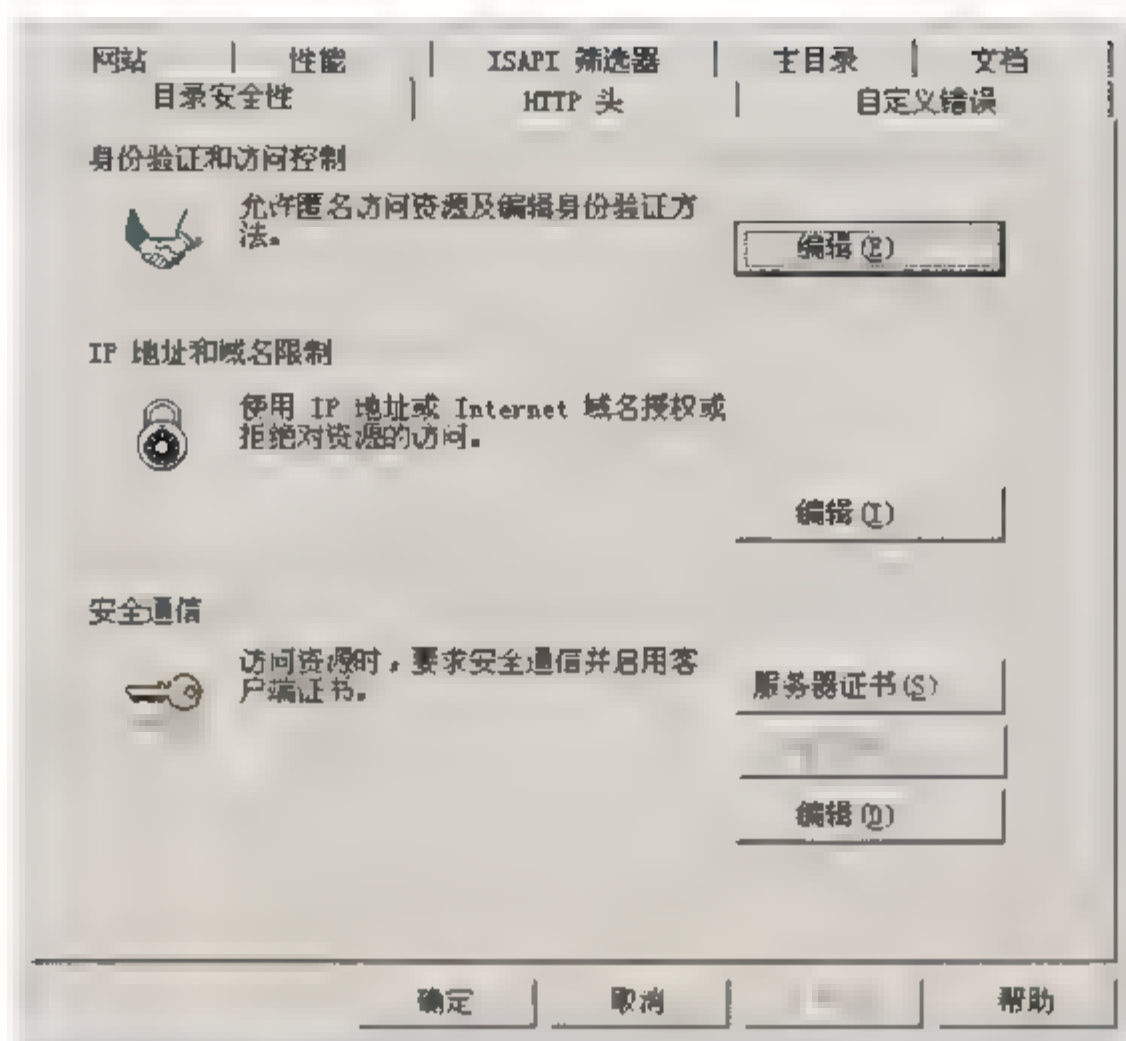 网站 性能 ISAPI 筛选器 主目录 文档
目录安全性 HTTP 头 自定义错误
身份验证和访问控制
允许匿名访问资源及编辑身份验证方
法。
编辑(E)
IP 地址和域名限制
使用 IP 地址或 Internet 域名授权或
拒绝对资源的访问。
编辑(I)
安全通信
访问资源时，要求安全通信并启用客
户端证书。
服务器证书(S)
编辑(D)
确定 取消 帮助